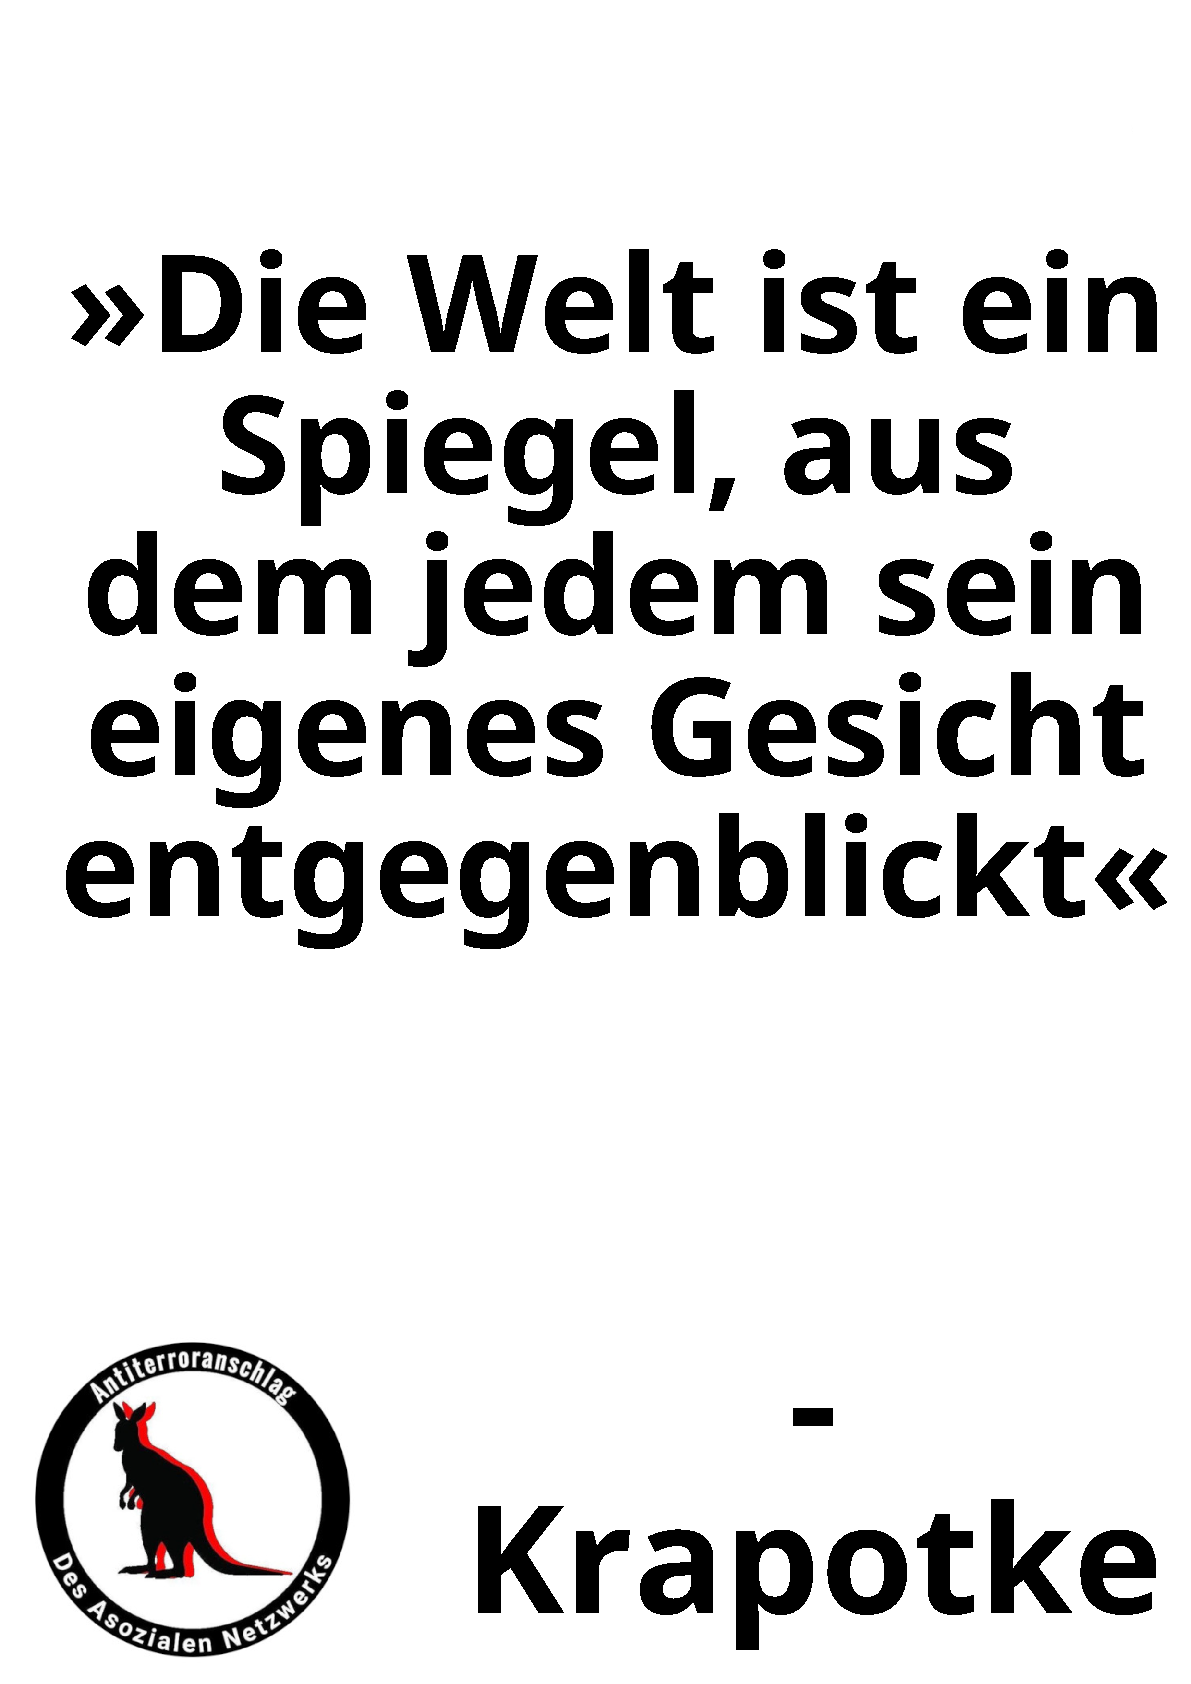 »Die Welt ist ein
Spiegel, aus
dem jedem sein
eigenes Gesicht
entgegenblickt«
Antiterroranschlag
Des Asozialen Netzwerks
-
Krapotke